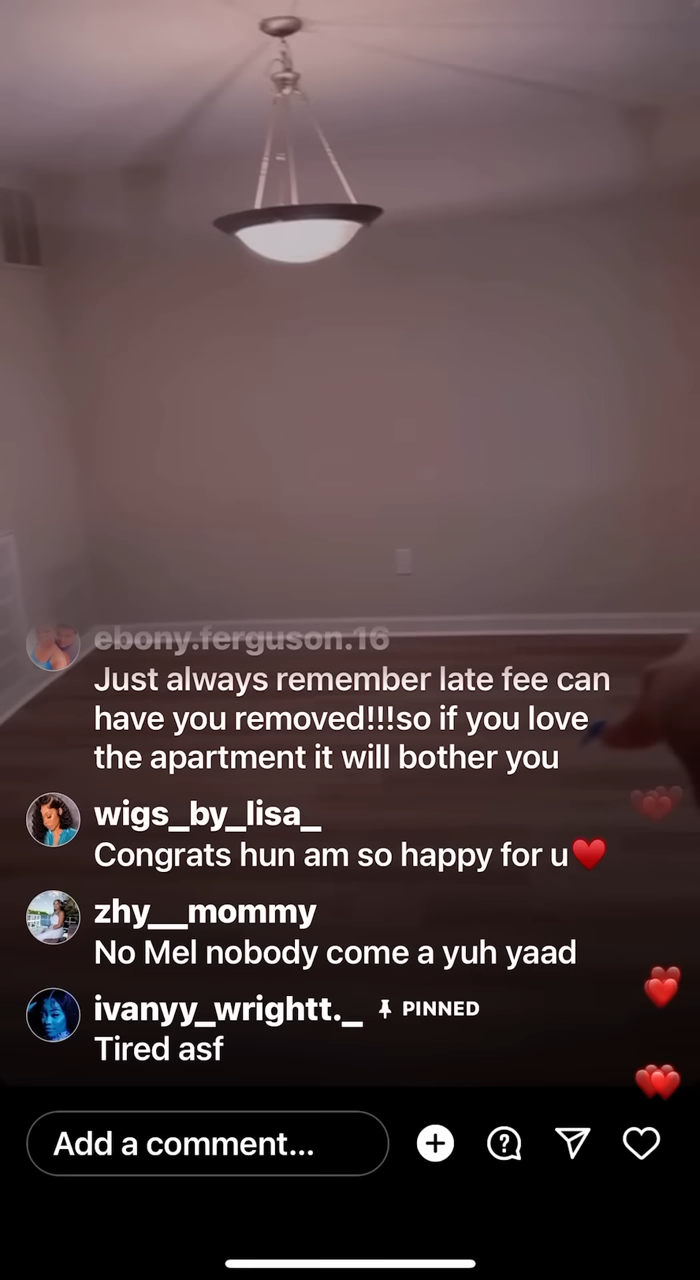 ebony.ferguson.16
Just always remember late fee can
have you removed!!!so if you love
the apartment it will bother you
wigs_by_lisa_
Congrats hun am so happy for u♥️
zhy__mommy
No Mel nobody come a yuh yaad
ivanyy_wrightt._ PINNED
Tired asf
Add a comment...